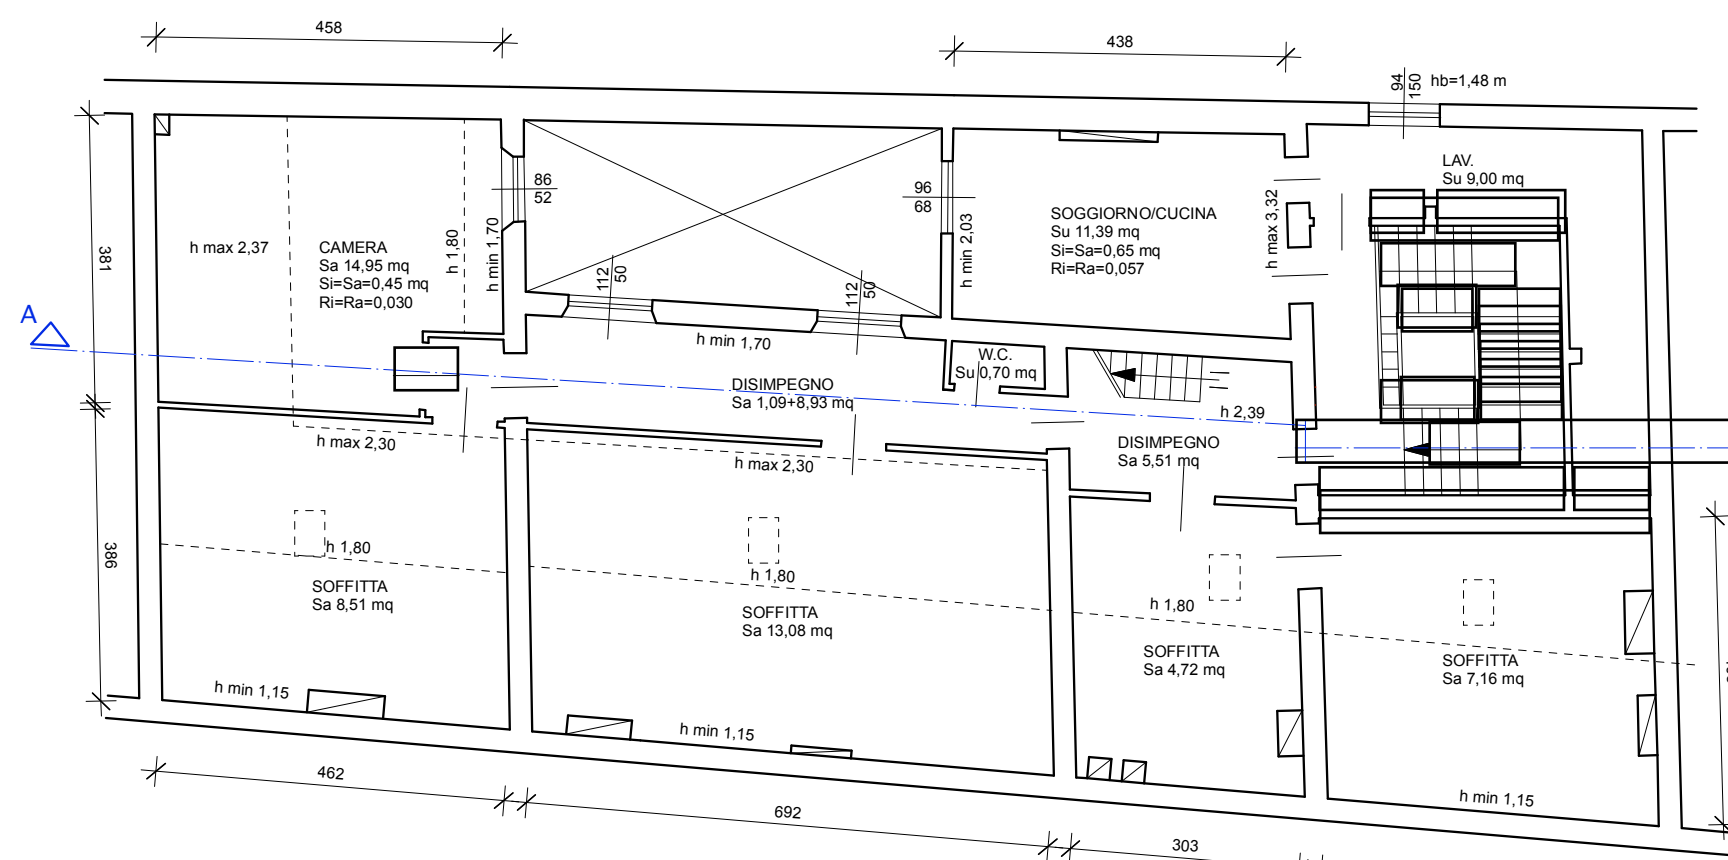 458
438
94
150
hb=1,48 m
LAV.
Su 9,00 mq
86
52
96
68
381
h max 2,37
CAMERA
Sa 14,95 mq
Si=Sa=0,45 mq
Ri=Ra=0,030
h 1,80
h min 1,70
h min 2,03
SOGGIORNO/CUCINA
Su 11,39 mq
Si=Sa=0,65 mq
Ri=Ra=0,057
h max 3,32
112
50
112
50
A
h min 1,70
W.C.
Su 0,70 mq
DISIMPEGNO
Sa 1,09+8,93mq
h 2,39
h max 2,30
h max 2,30
DISIMPEGNO
Sa 5,51 mq
386
h 1,80
h 1,80
h 1,80
SOFFITTA
Sa 8,51 mq
SOFFITTA
Sa 13,08 mq
SOFFITTA
Sa 4,72 mq
SOFFITTA
Sa 7,16 mq
h min 1,15
h min 1,15
h min 1,15
462
692
303